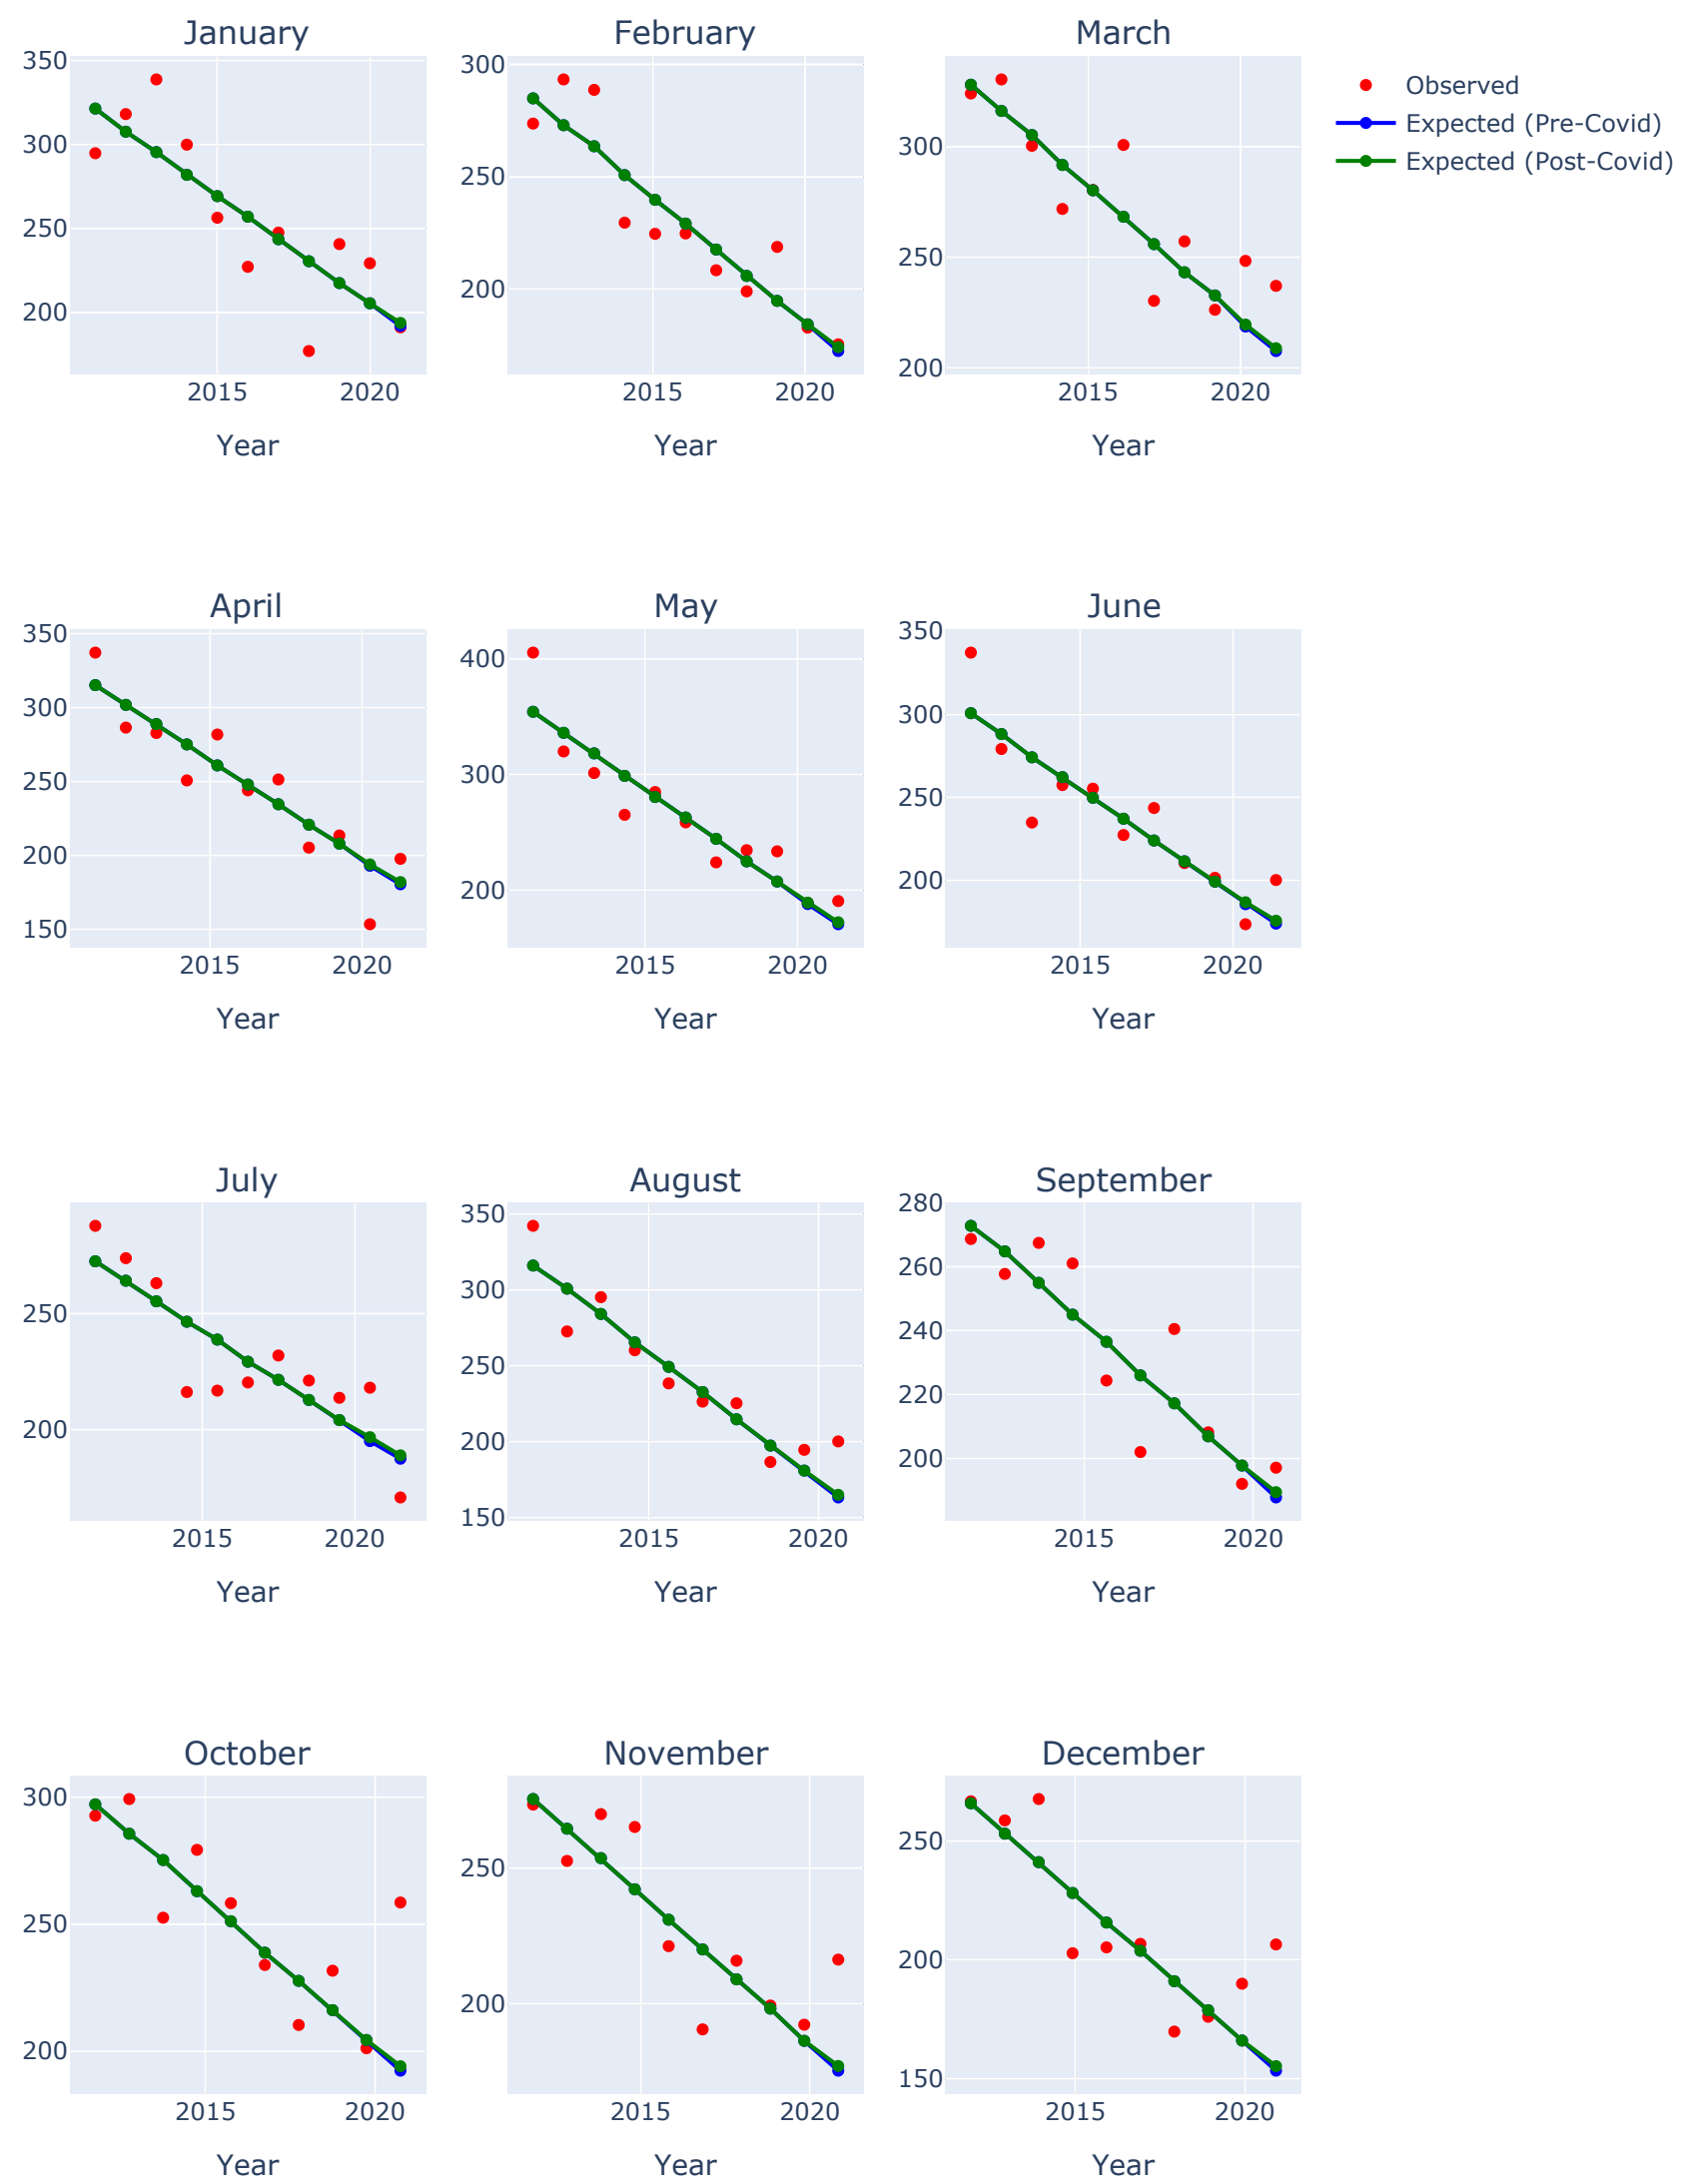 January February March
350
300
250
200
2015 2020
Year
300
250
200
2015 2020
Year
300
250
200
2015 2020
Year
Observed
Expected (Pre-Covid)
Expected (Post-Covid)
April May June
350
300
250
200
150
2015 2020
Year
400
300
200
2015 2020
Year
350
300
250
200
2015 2020
Year
July August September
250
200
2015 2020
Year
350
300
250
200
150
2015 2020
Year
280
260
240
220
200
2015 2020
Year
October November December
300
250
200
2015 2020
Year
250
200
2015 2020
Year
250
200
150
2015 2020
Year